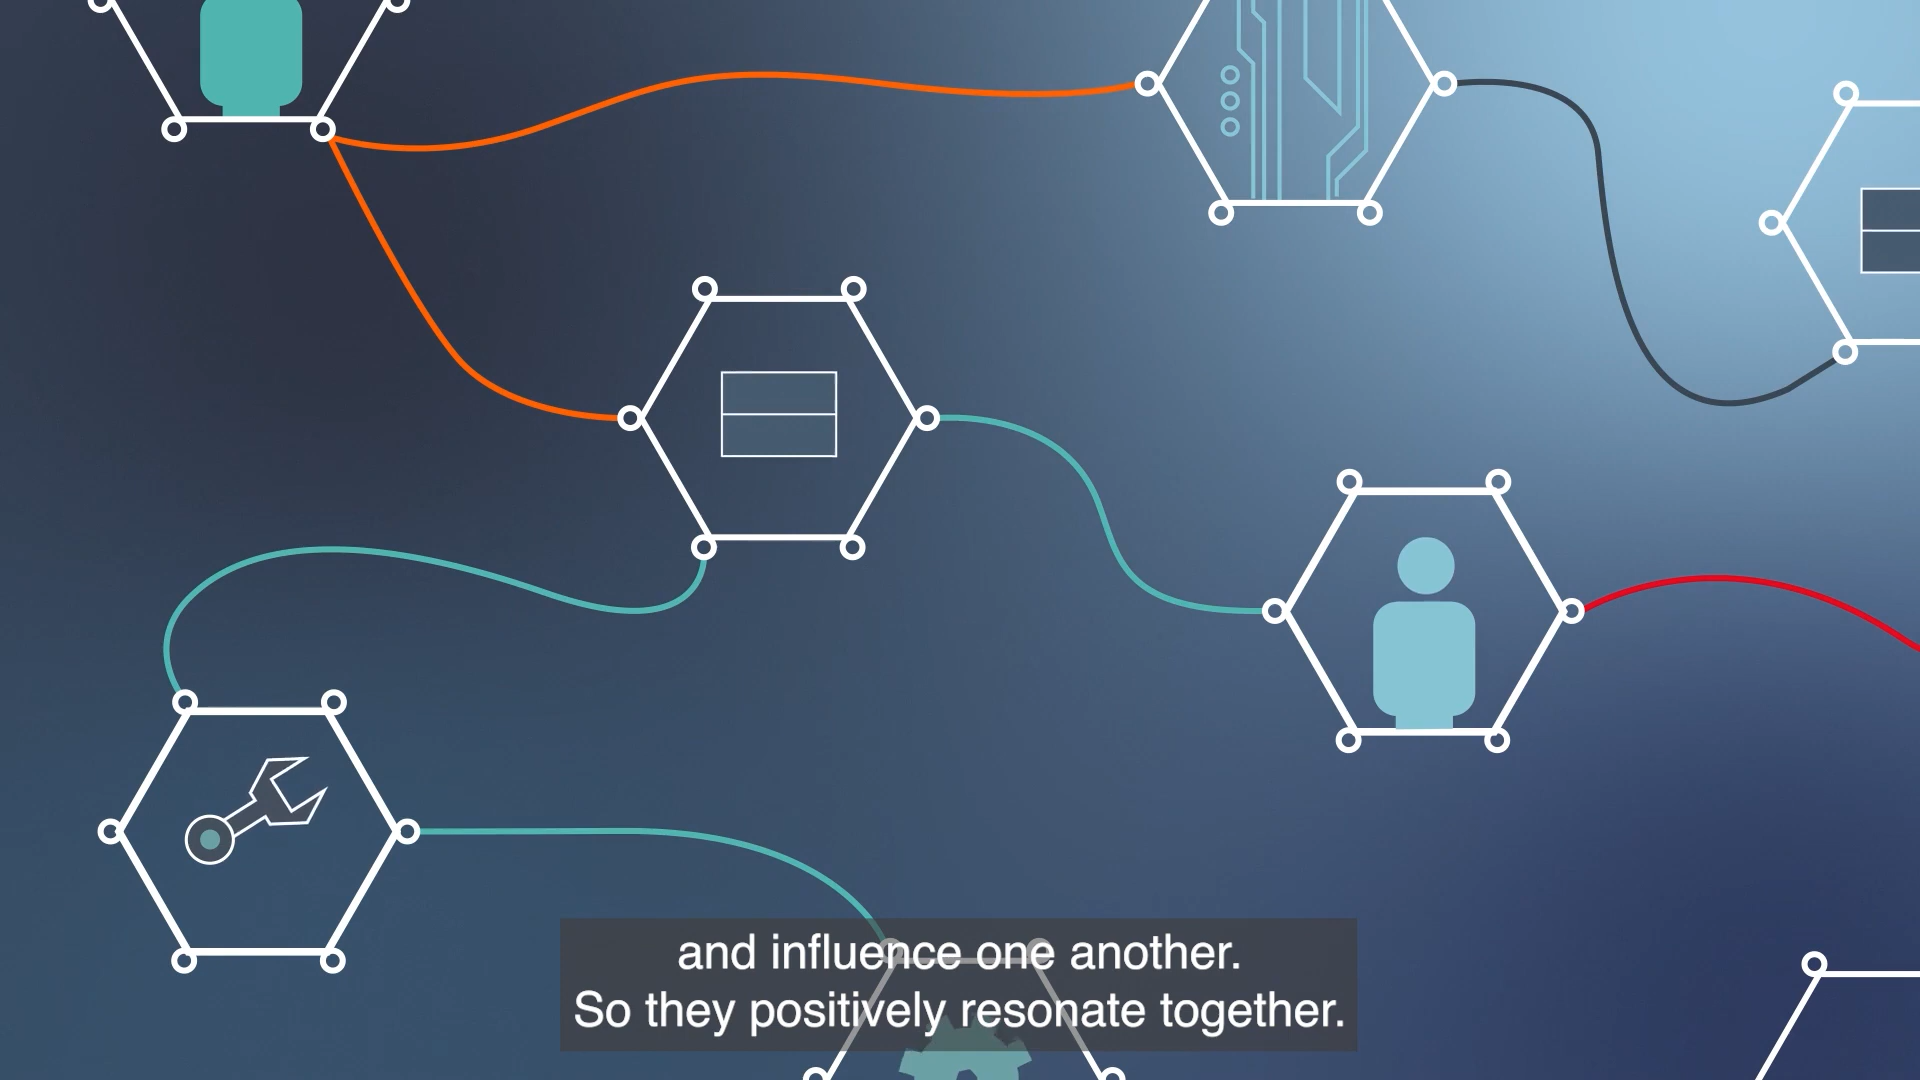 and influence one another.
So they positively resonate together.